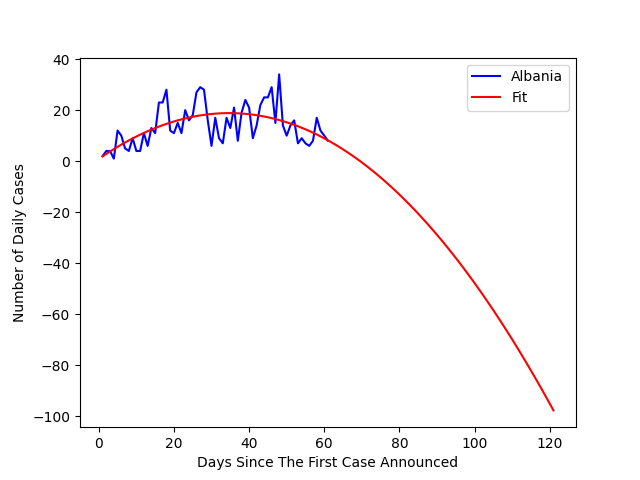 Albania
Fit
40
20
0
−20
−40
−60
−80
−100
Number of Daily Cases
0 20 40 60 80 100 120
Days Since The First Case Announced